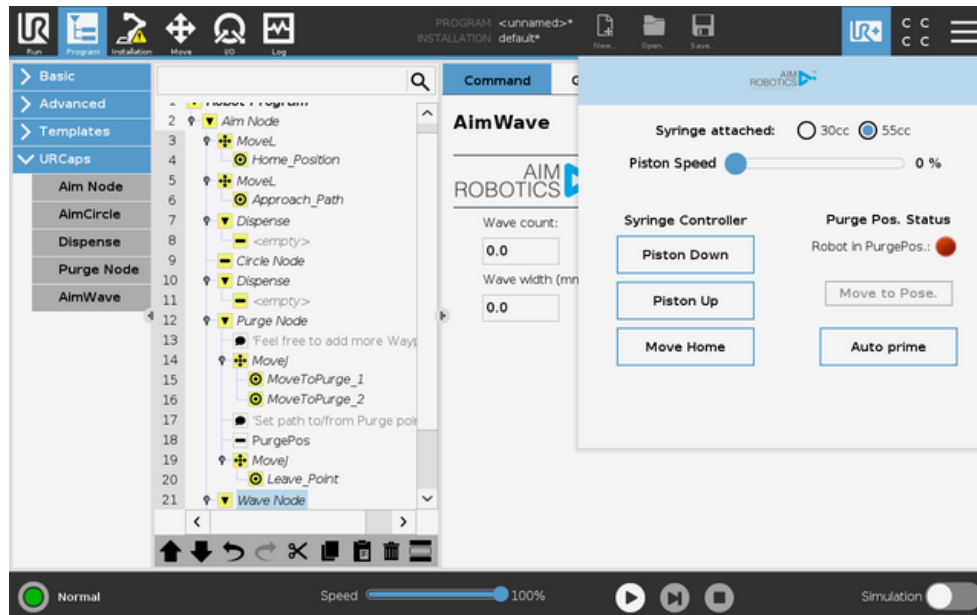 PROGRAM <unnamed>*
INSTALLATION default*
Run
Program
Installation
Move
I/O
Log
New...
Open...
Save...
UR+
C C
C C
Basic
Advanced
Templates
URCaps
Aim Node
AimCircle
Dispense
Purge Node
AimWave
1 Robot Program
2 Aim Node
3 MoveL
4 Home_Position
5 MoveL
6 Approach_Path
7 Dispense
8 <empty>
9 Circle Node
10 Dispense
11 <empty>
12 Purge Node
13 'Feel free to add more Wayp
14 MoveJ
15 MoveToPurge_1
16 MoveToPurge_2
17 'Set path to/from Purge poi
18 PurgePos
19 MoveJ
20 Leave_Point
21 Wave Node
Command
G
AimWave
AIM
ROBOTICS
Wave count:
0.0
Wave width (mm
0.0
AIM
ROBOTICS
Syringe attached: 30cc 55cc
Piston Speed 0 %
Syringe Controller
Piston Down
Piston Up
Move Home
Purge Pos. Status
Robot in PurgePos.:
Move to Pose.
Auto prime
Normal
Speed 100%
Simulation